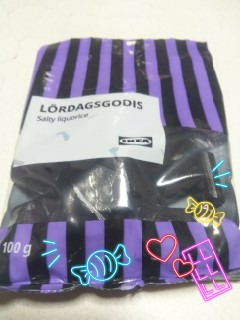 LÖRDAGSGODIS
Salty liquorice
IKEA
100 g